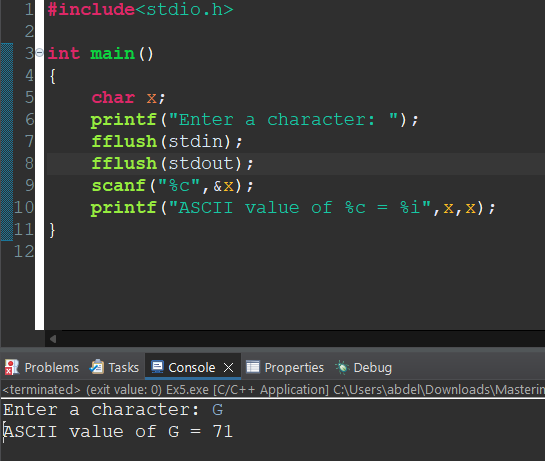 1 #include<stdio.h>
2
3 int main()
4 {
5     char x;
6     printf("Enter a character: ");
7     fflush(stdin);
8     fflush(stdout);
9     scanf("%c",&x);
10     printf("ASCII value of %c = %i",x,x);
11 }
12
Problems Tasks Console Properties Debug
<terminated> (exit value: 0) Ex5.exe [C/C++ Application] C:\Users\abdel\Downloads\Masterin
Enter a character: G
ASCII value of G = 71